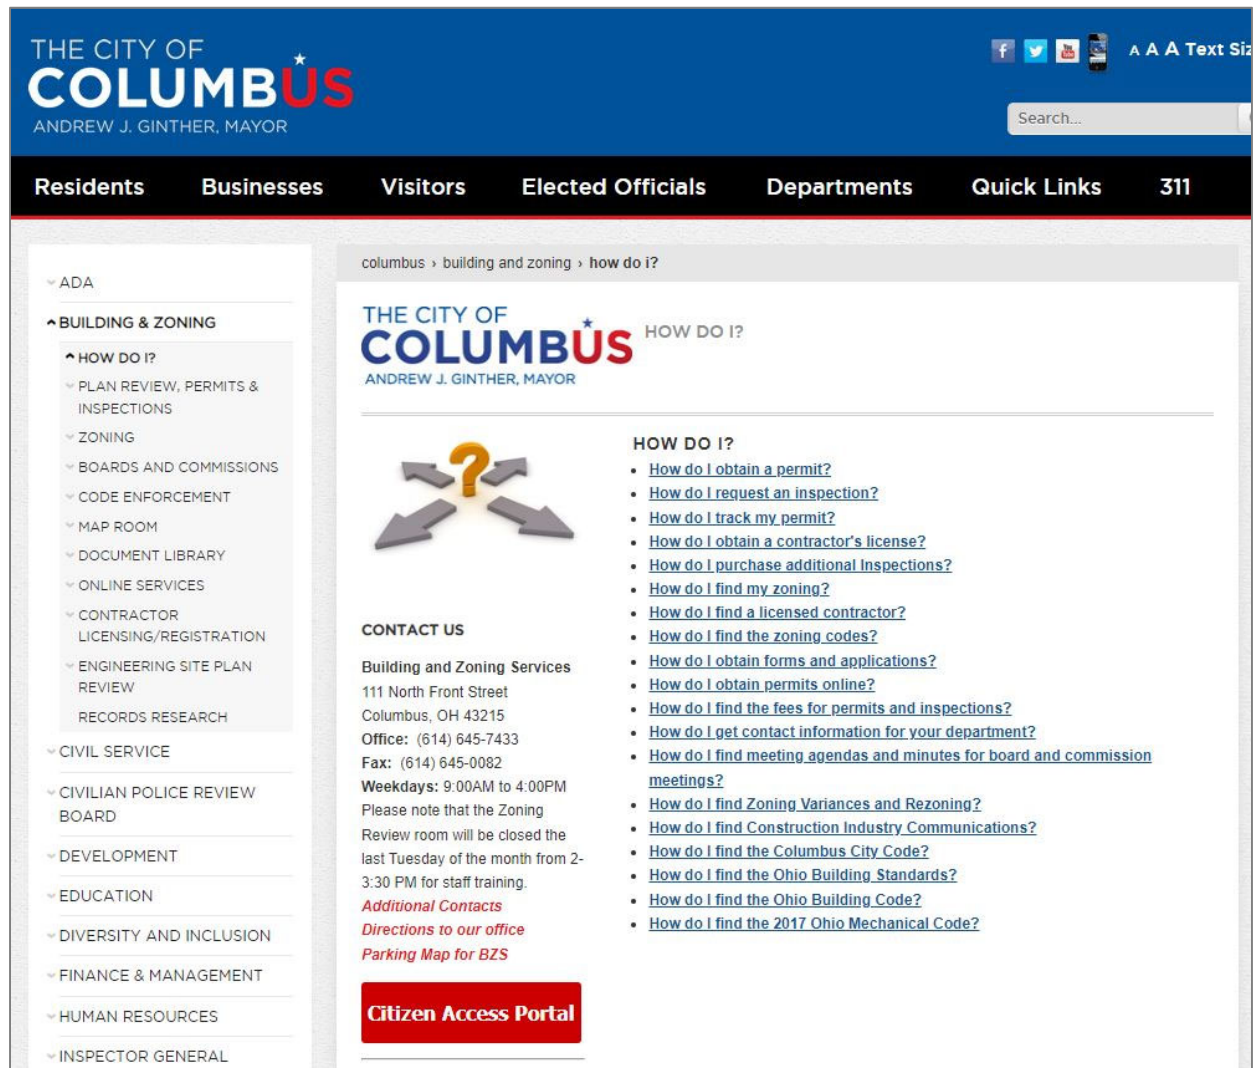 THE CITY OF
COLUMBUS
ANDREW J. GINTHER, MAYOR
A A A Text Siz
Search...
Residents Businesses Visitors Elected Officials Departments Quick Links 311
ADA
BUILDING & ZONING
HOW DO I?
PLAN REVIEW, PERMITS &
INSPECTIONS
ZONING
BOARDS AND COMMISSIONS
CODE ENFORCEMENT
MAP ROOM
DOCUMENT LIBRARY
ONLINE SERVICES
CONTRACTOR
LICENSING/REGISTRATION
ENGINEERING SITE PLAN
REVIEW
RECORDS RESEARCH
CIVIL SERVICE
CIVILIAN POLICE REVIEW
BOARD
DEVELOPMENT
EDUCATION
DIVERSITY AND INCLUSION
FINANCE & MANAGEMENT
HUMAN RESOURCES
INSPECTOR GENERAL
columbus › building and zoning › how do i?
THE CITY OF
COLUMBUS
ANDREW J. GINTHER, MAYOR
HOW DO I?
?
CONTACT US
Building and Zoning Services
111 North Front Street
Columbus, OH 43215
Office: (614) 645-7433
Fax: (614) 645-0082
Weekdays: 9:00AM to 4:00PM
Please note that the Zoning
Review room will be closed the
last Tuesday of the month from 2-
3:30 PM for staff training.
Additional Contacts
Directions to our office
Parking Map for BZS
Citizen Access Portal
HOW DO I?
• How do I obtain a permit?
• How do I request an inspection?
• How do I track my permit?
• How do I obtain a contractor's license?
• How do I purchase additional Inspections?
• How do I find my zoning?
• How do I find a licensed contractor?
• How do I find the zoning codes?
• How do I obtain forms and applications?
• How do I obtain permits online?
• How do I find the fees for permits and inspections?
• How do I get contact information for your department?
• How do I find meeting agendas and minutes for board and commission
meetings?
• How do I find Zoning Variances and Rezoning?
• How do I find Construction Industry Communications?
• How do I find the Columbus City Code?
• How do I find the Ohio Building Standards?
• How do I find the Ohio Building Code?
• How do I find the 2017 Ohio Mechanical Code?